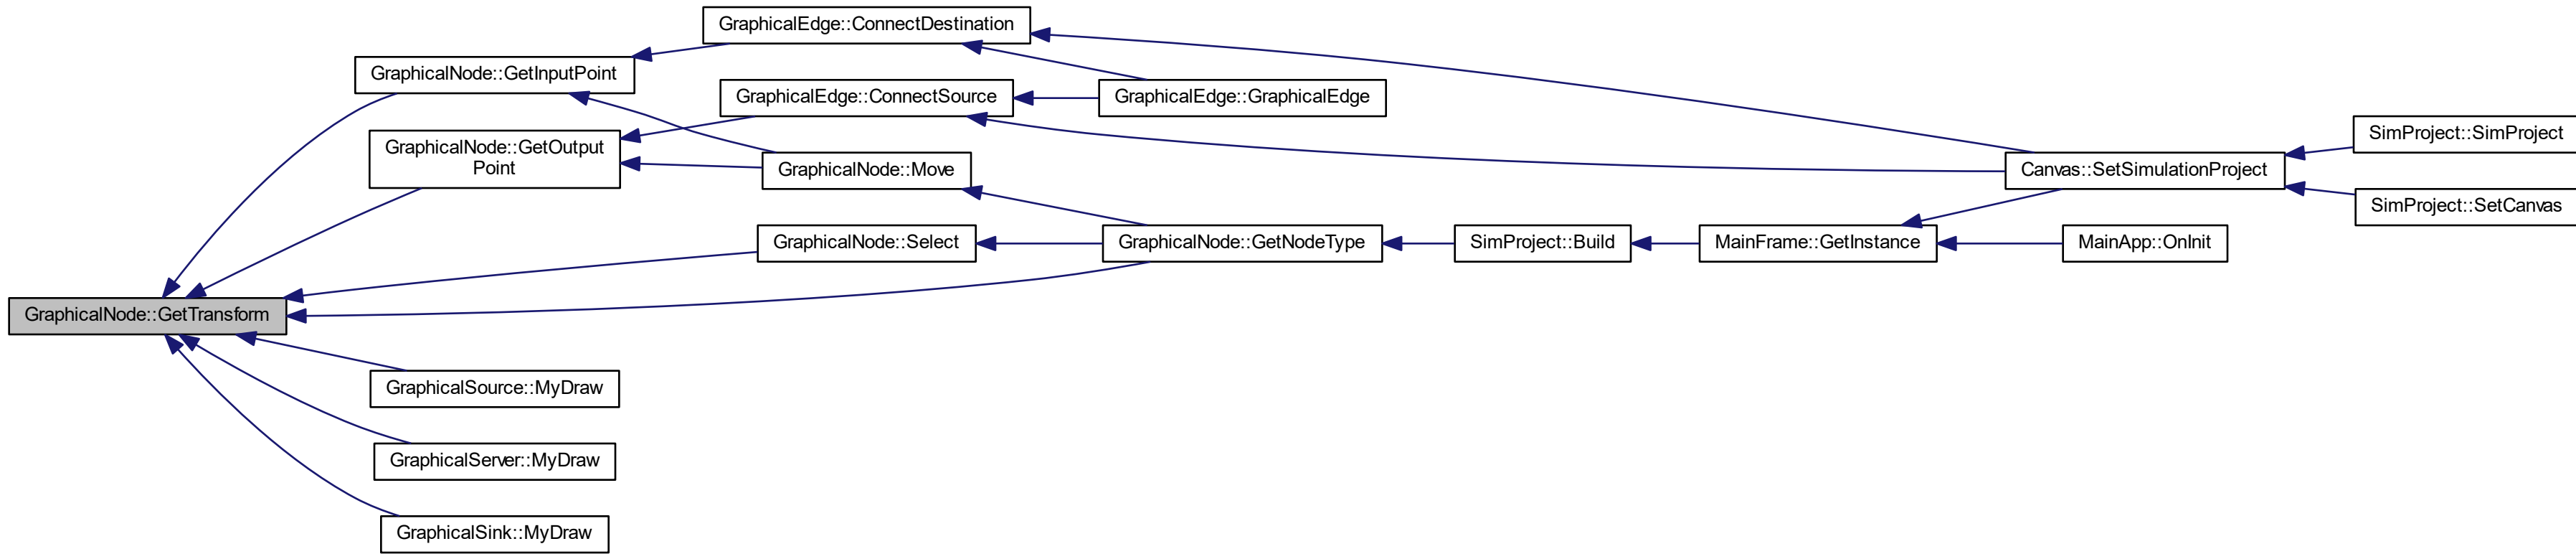 GraphicalEdge::ConnectDestination
GraphicalNode::GetInputPoint
GraphicalEdge::ConnectSource
GraphicalEdge::GraphicalEdge
SimProject::SimProject
GraphicalNode::GetOutput
Point
GraphicalNode::Move
Canvas::SetSimulationProject
SimProject::SetCanvas
GraphicalNode::Select
GraphicalNode::GetNodeType
SimProject::Build
MainFrame::GetInstance
MainApp::OnInit
GraphicalNode::GetTransform
GraphicalSource::MyDraw
GraphicalServer::MyDraw
GraphicalSink::MyDraw